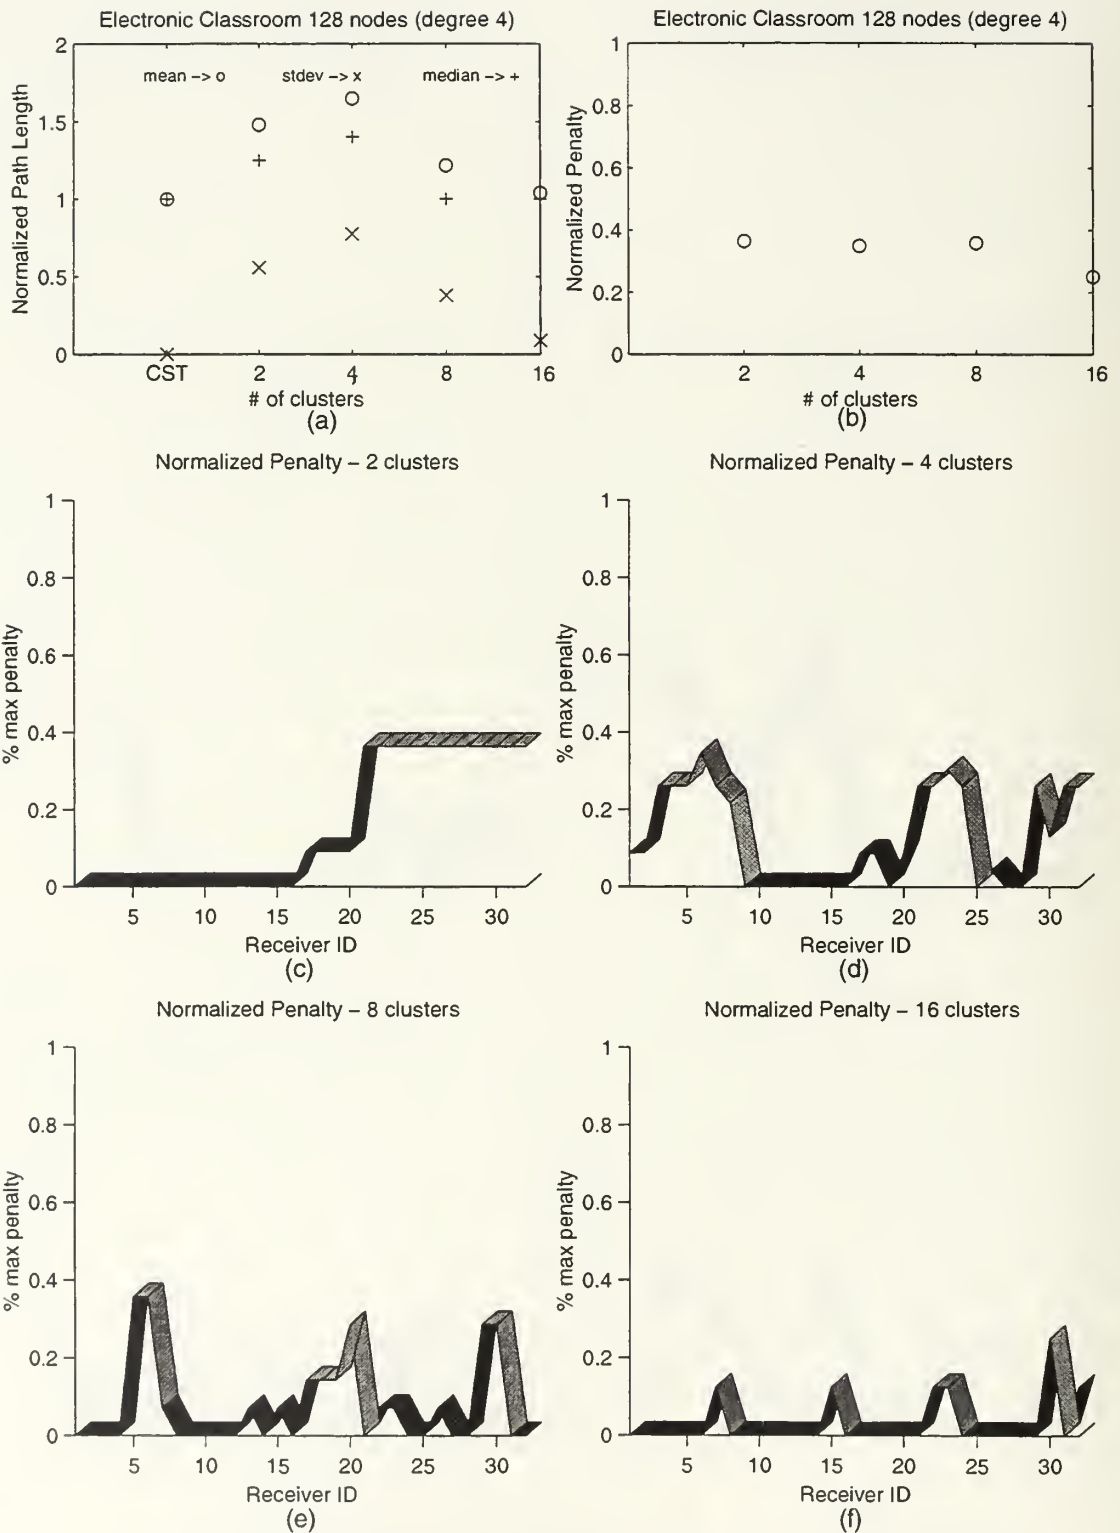 Electronic Classroom 128 nodes (degree 4)
2
1.5
1
0.5
0
Normalized Path Length
mean -> o
stdev -> x
median -> +
CST
2
4
8
16
# of clusters
(a)
Electronic Classroom 128 nodes (degree 4)
1
0.8
0.6
0.4
0.2
0
Normalized Penalty
2
4
8
16
# of clusters
(b)
Normalized Penalty – 2 clusters
1
0.8
0.6
0.4
0.2
0
% max penalty
5
10
15
20
25
30
Receiver ID
(c)
Normalized Penalty – 4 clusters
1
0.8
0.6
0.4
0.2
0
% max penalty
5
10
15
20
25
30
Receiver ID
(d)
Normalized Penalty – 8 clusters
1
0.8
0.6
0.4
0.2
0
% max penalty
5
10
15
20
25
30
Receiver ID
(e)
Normalized Penalty – 16 clusters
1
0.8
0.6
0.4
0.2
0
% max penalty
5
10
15
20
25
30
Receiver ID
(f)